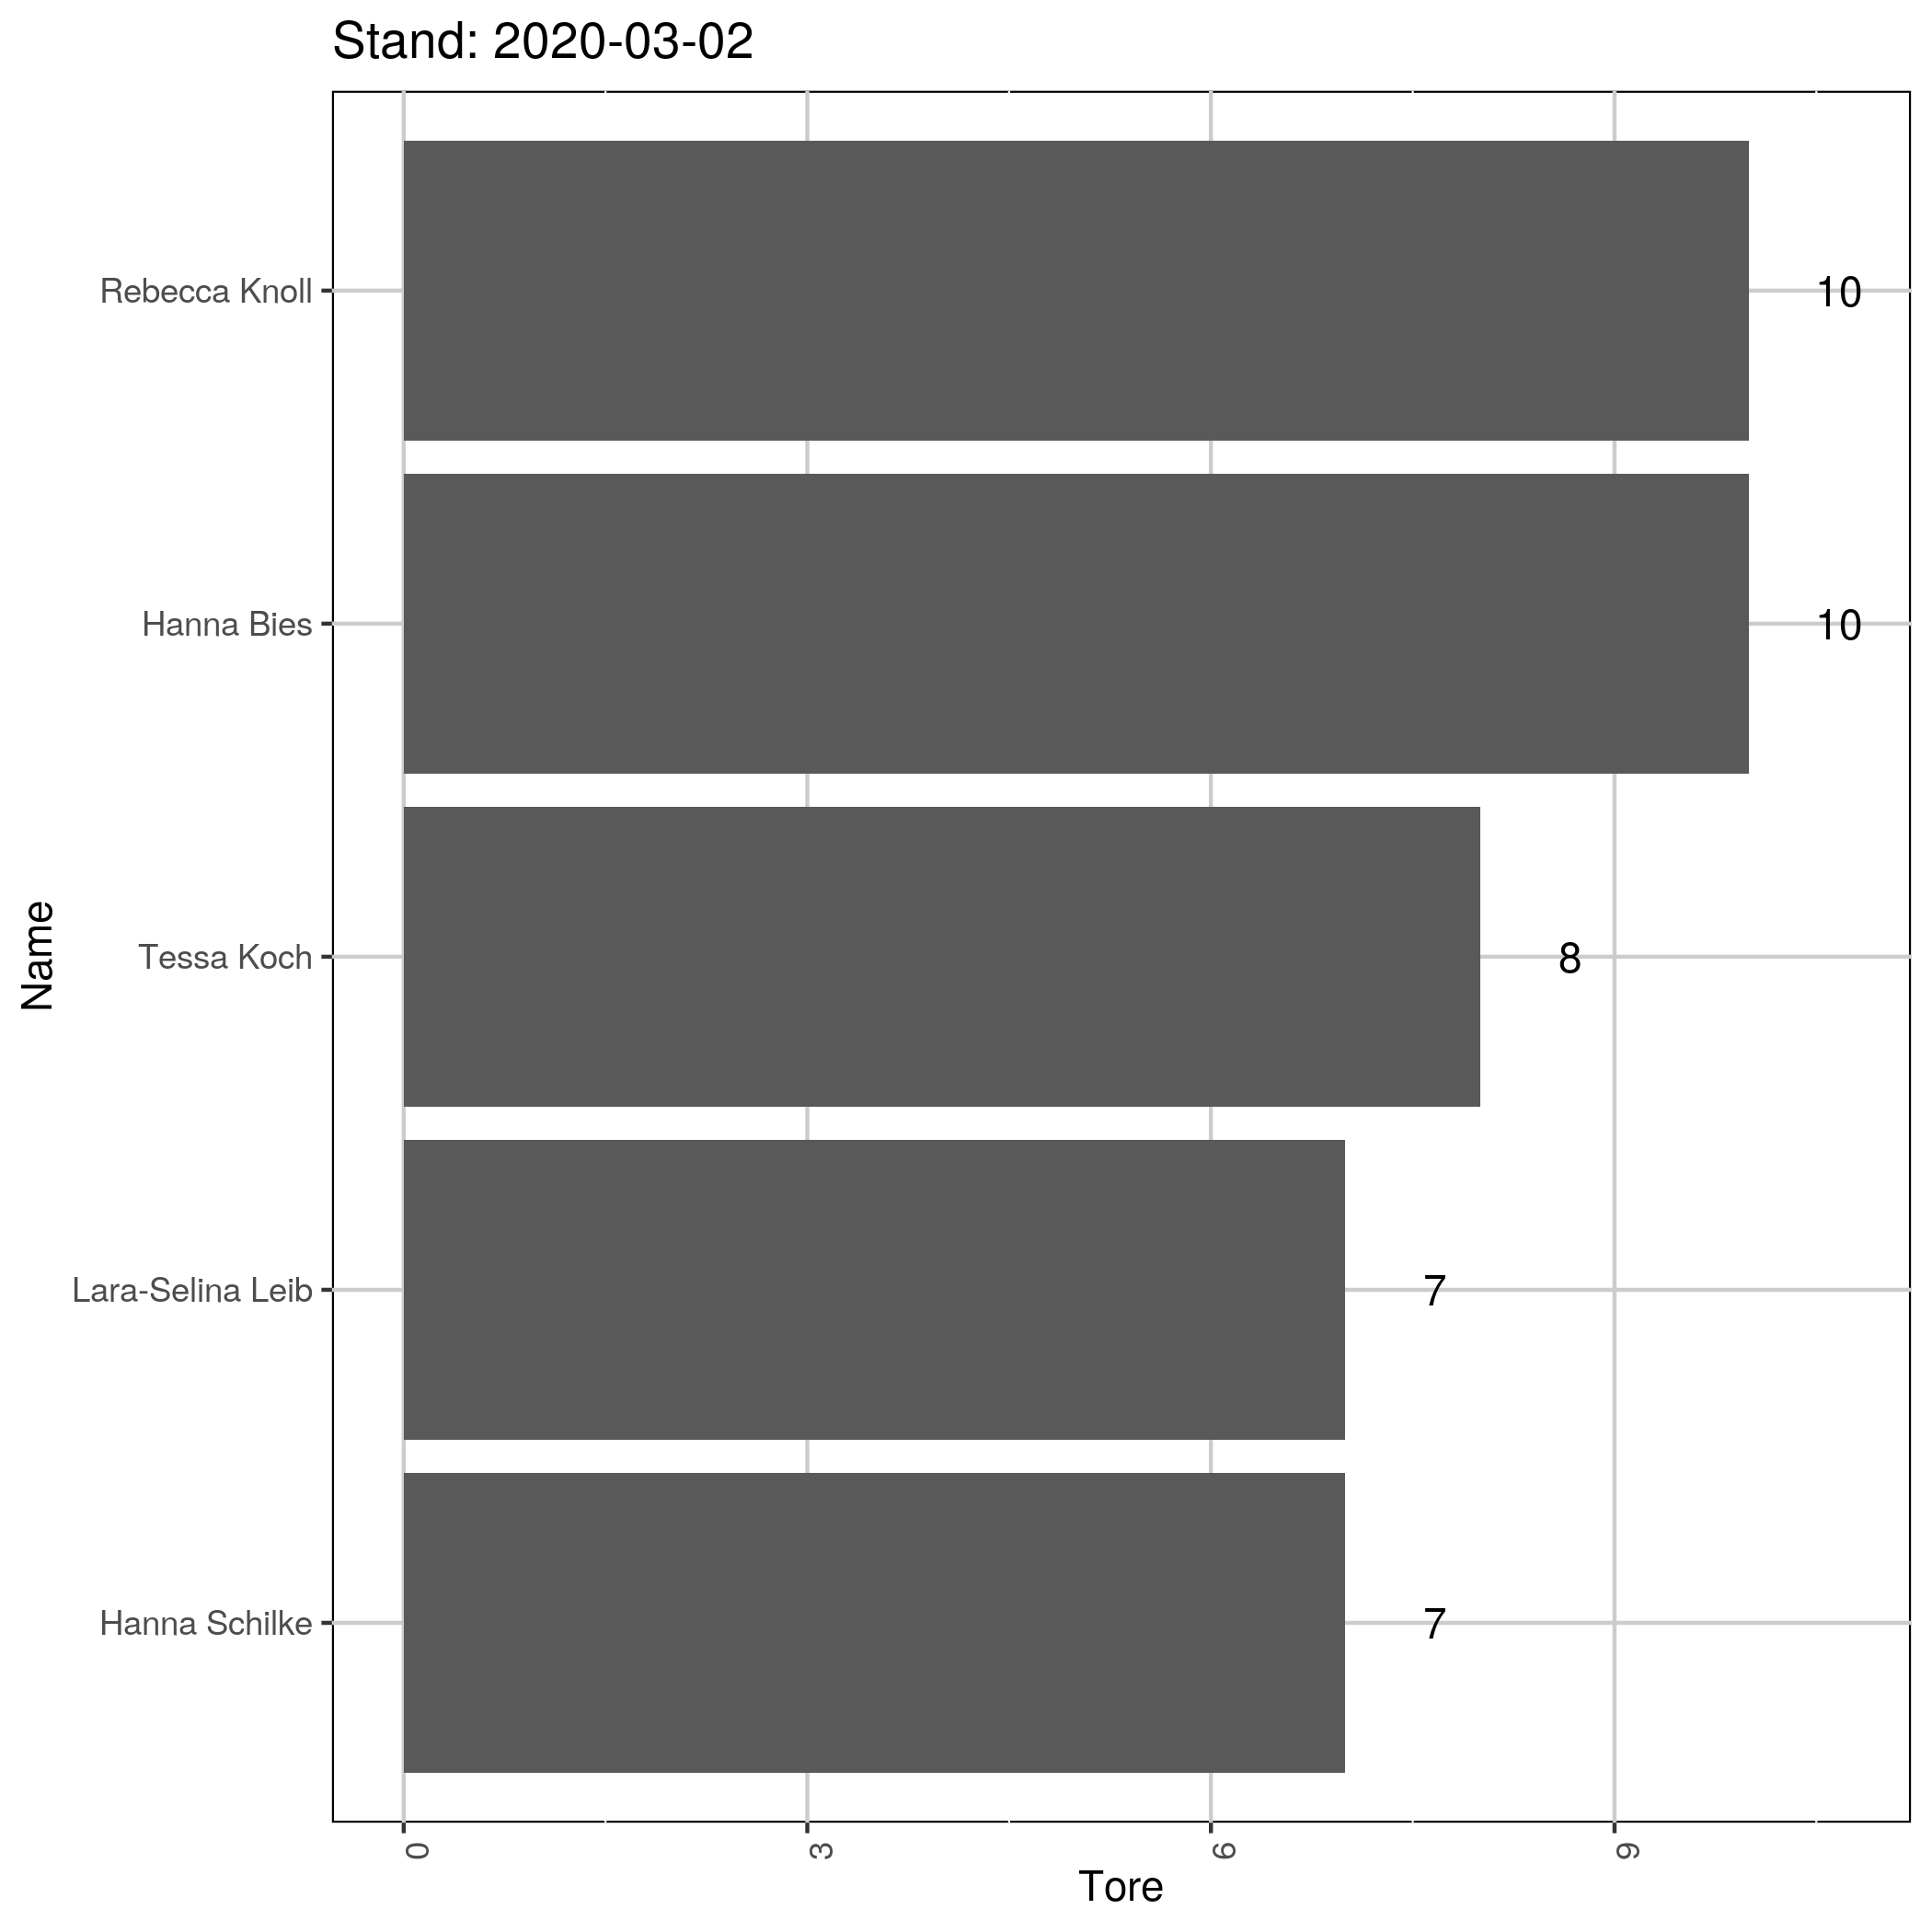 Stand: 2020-03-02
Name
Rebecca Knoll
10
Hanna Bies
10
Tessa Koch
8
Lara-Selina Leib
7
Hanna Schilke
7
0
3
6
9
Tore